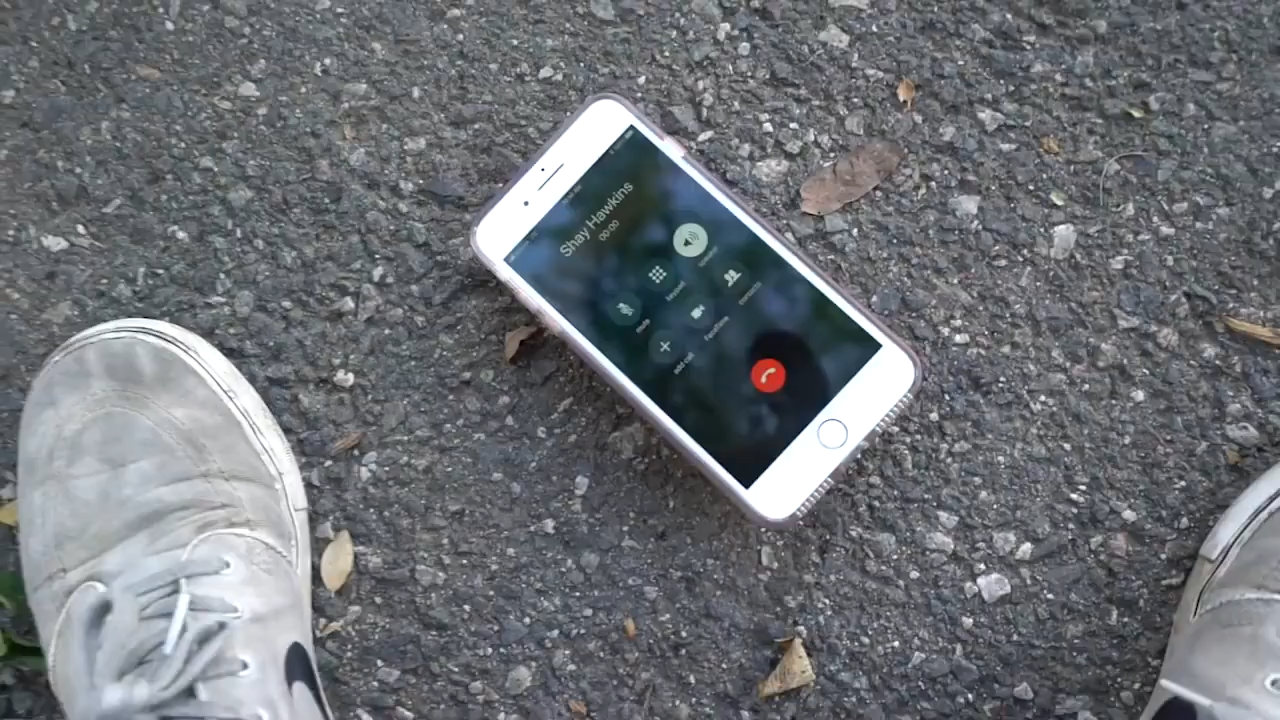 Shay Hawkins
00:00
mute
keypad
speaker
add call
FaceTime
contacts